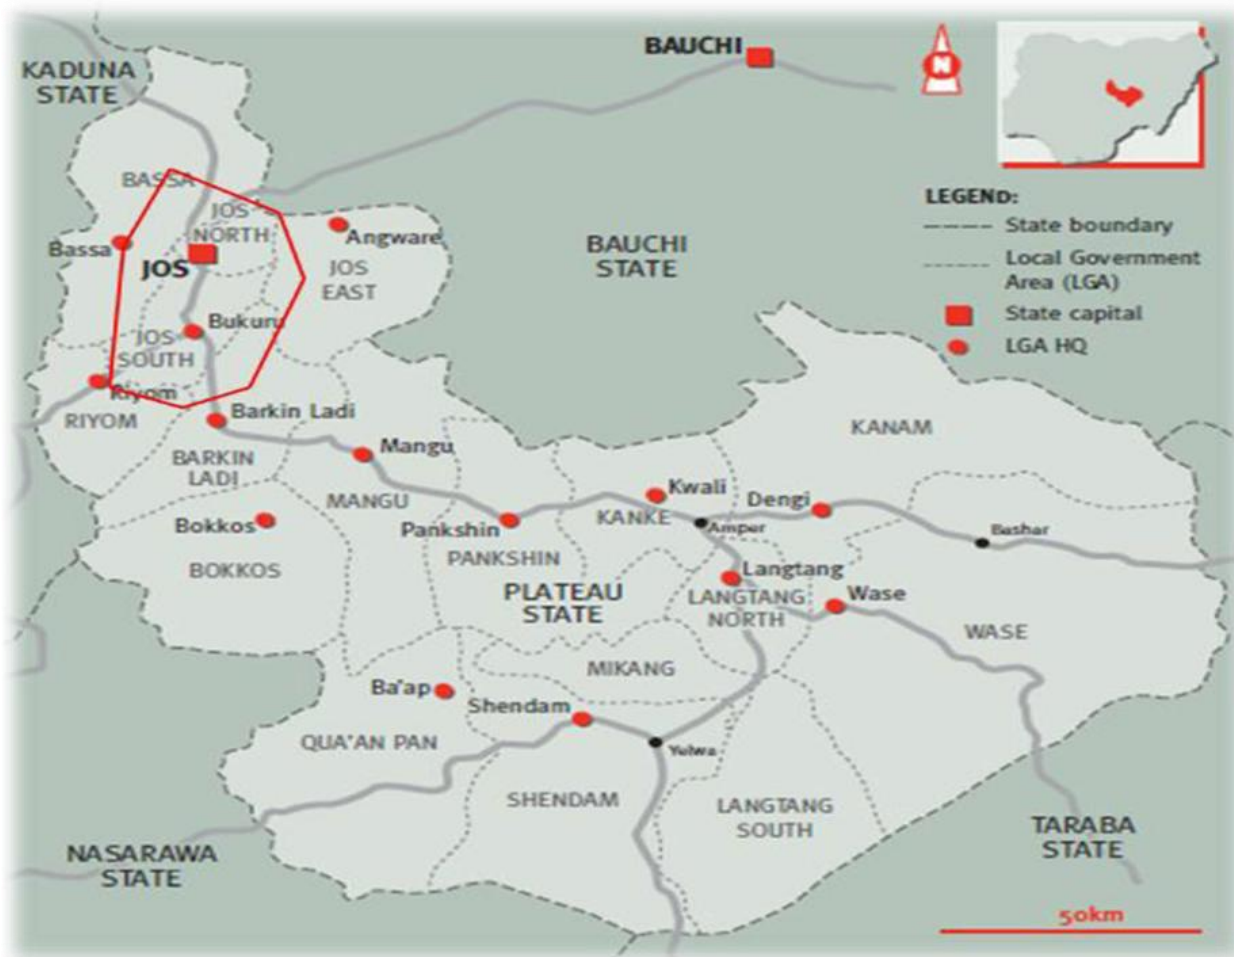 BAUCHI
N
KADUNA
STATE
BASSA
JOS
NORTH
Bassa
JOS
Angware
JOS
EAST
BAUCHI
STATE
LEGEND:
State boundary
Local Government
Area (LGA)
State capital
LGA HQ
Bukuru
JOS
SOUTH
Riyom
RIYOM
Barkin Ladi
BARKIN
LADI
Mangu
MANGU
KANAM
Kwali
Dengi
KANKE
Amper
Bashar
Pankshin
PANKSHIN
Bokkos
BOKKOS
PLATEAU
STATE
Langtang
LANGTANG
NORTH
Wase
WASE
MIKANG
Ba'ap
Shendam
QUA'AN PAN
Yelwa
SHENDAM
LANGTANG
SOUTH
NASARAWA
STATE
TARABA
STATE
50km